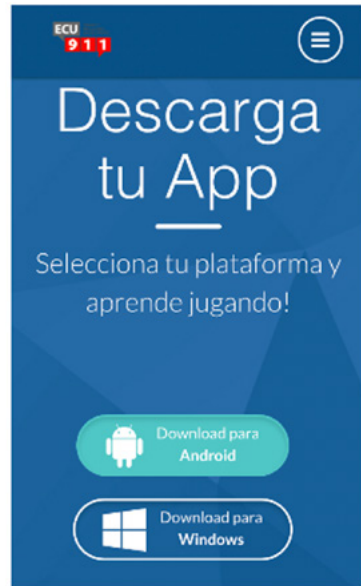 ECU
911
Descarga
tu App
Selecciona tu plataforma y
aprende jugando!
Download para
Android
Download para
Windows